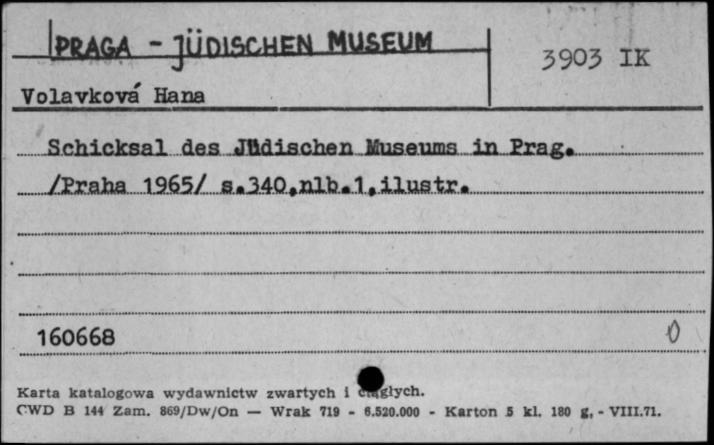 PRAGA - JÜDISCHEN MUSEUM
3903 IK
Volavková Hana
Schicksal des Jüdischen Museums in Prag.
/Praha 1965/ s.340,nlb.1,ilustr.
160668
0
Karta katalogowa wydawnictw zwartych i ciągłych.
CWD B 144 Zam. 869/Dw/On — Wrak 719 - 6.520.000 - Karton 5 kl. 180 g. - VIII.71.